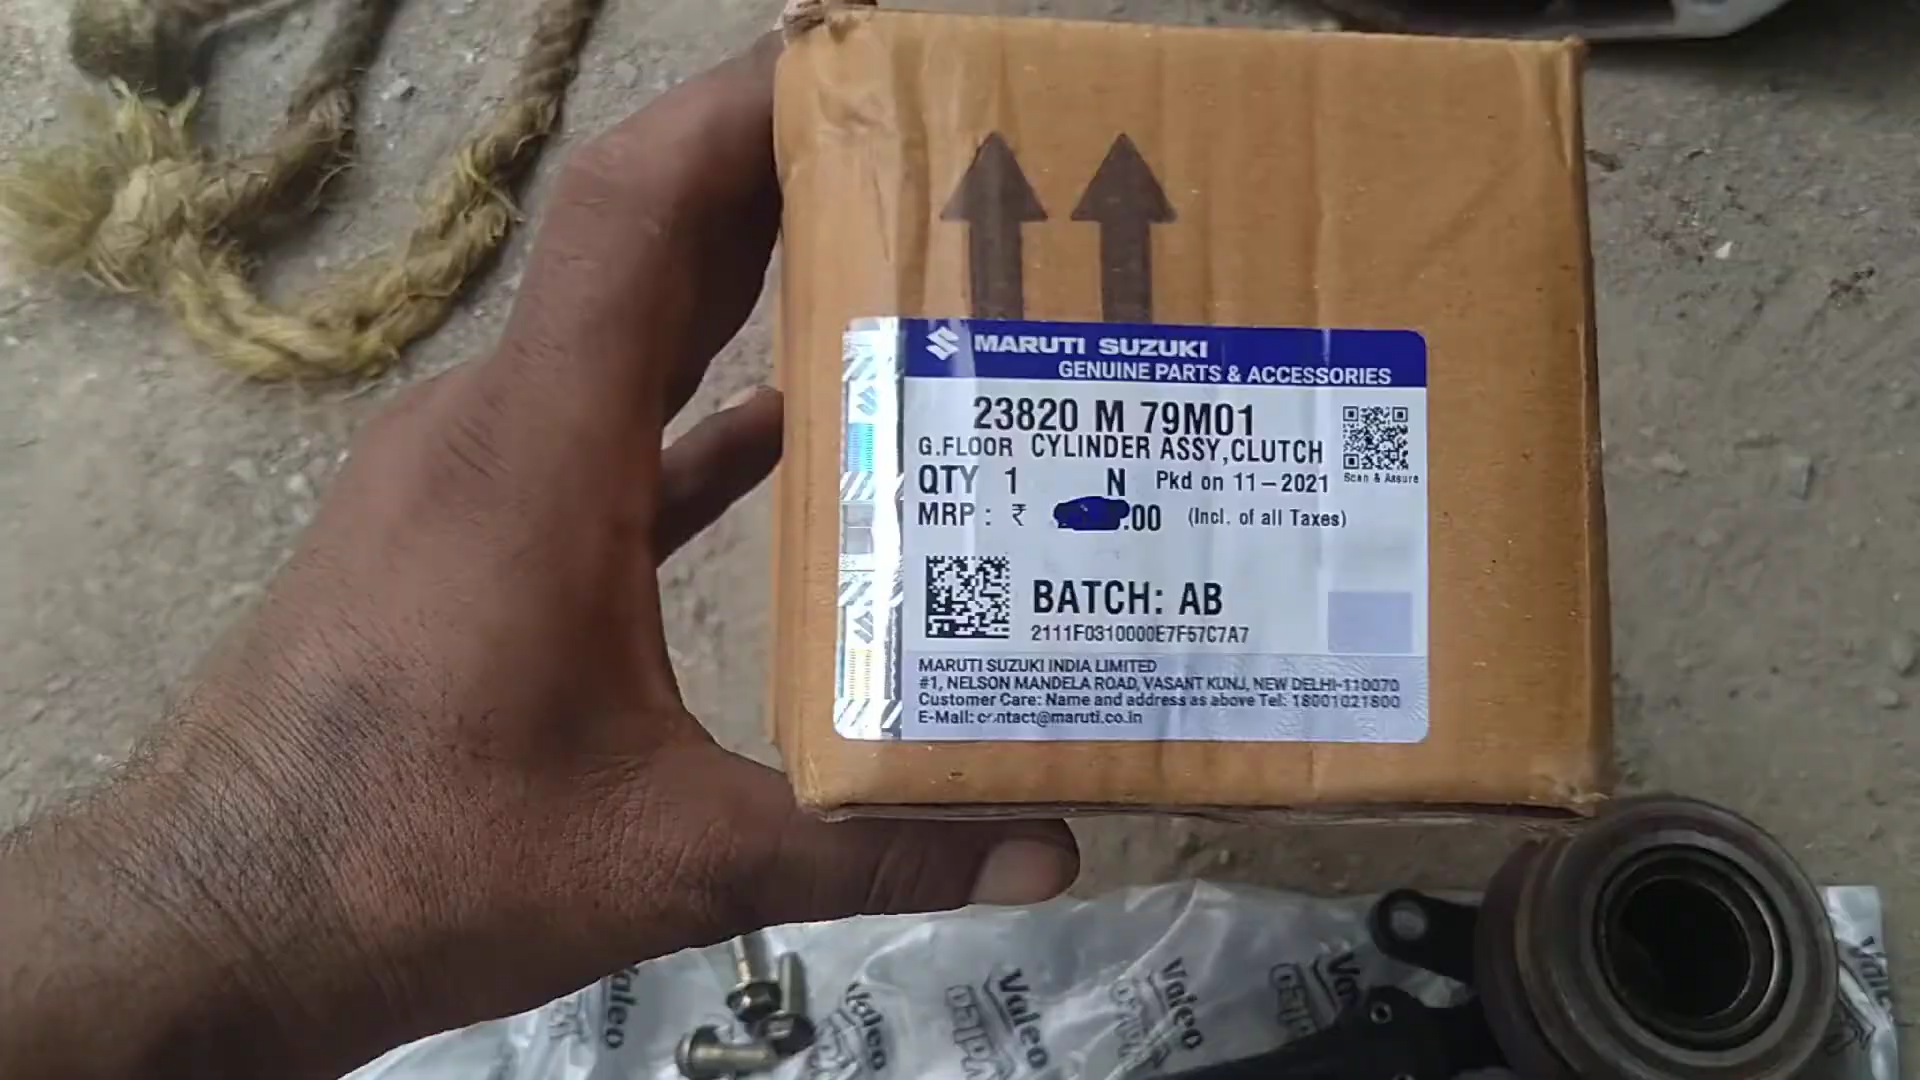 MARUTI SUZUKI
GENUINE PARTS & ACCESSORIES
23820 M 79M01
G.FLOOR CYLINDER ASSY,CLUTCH
QTY 1 N Pkd on 11-2021
Scan & Assure
MRP : ₹ .00 (Incl. of all Taxes)
BATCH: AB
2111F0310000E7F57C7A7
MARUTI SUZUKI INDIA LIMITED
#1, NELSON MANDELA ROAD, VASANT KUNJ, NEW DELHI-110070
Customer Care: Name and address as above Tel: 18001021800
E-Mail: contact@maruti.co.in
Valeo
Valeo
Valeo
Valeo